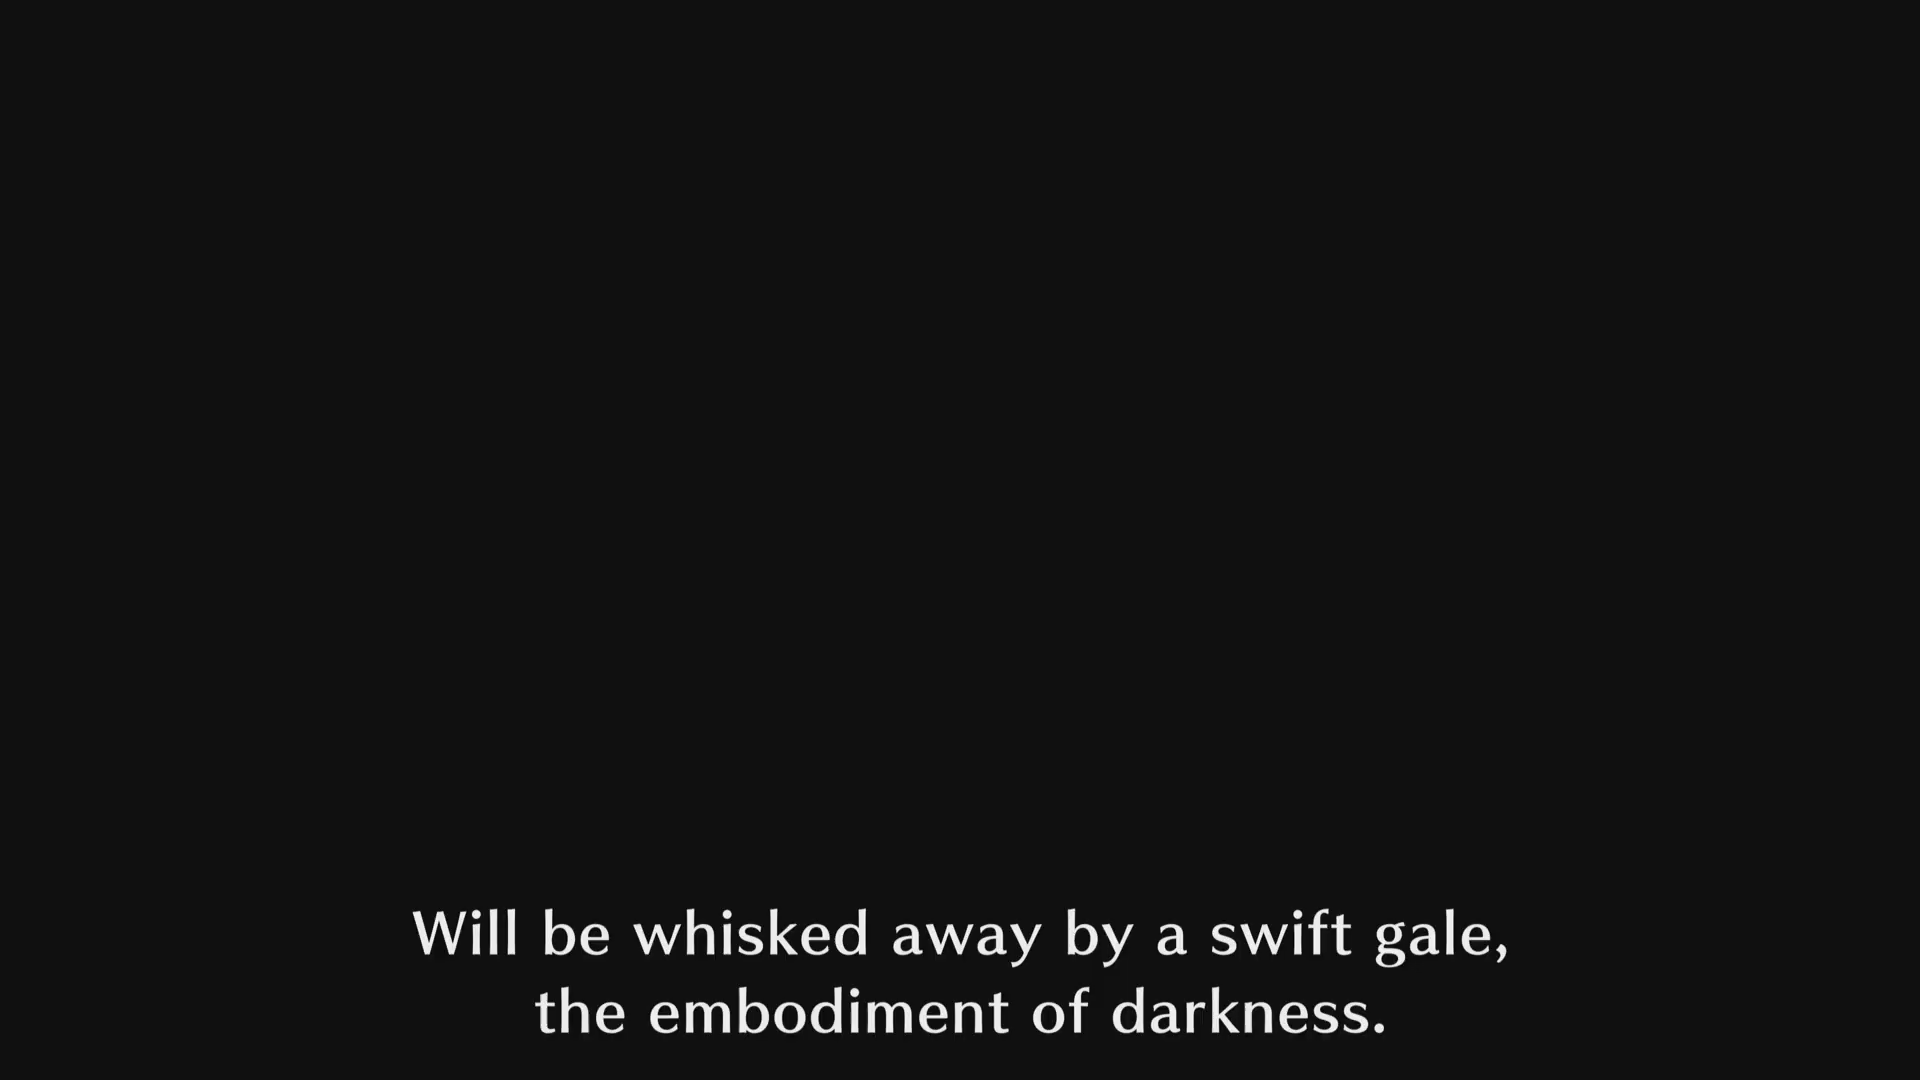 Will be whisked away by a swift gale,
the embodiment of darkness.